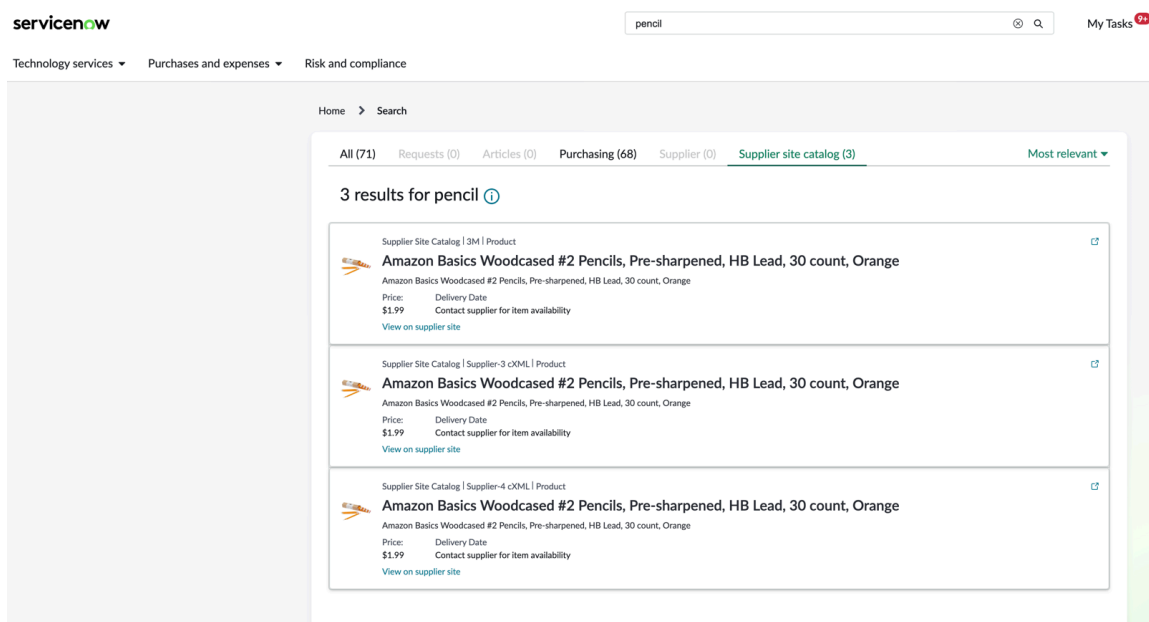 servicenow
pencil
My Tasks 9+
Technology services Purchases and expenses Risk and compliance
Home Search
All (71) Requests (0) Articles (0) Purchasing (68) Supplier (0) Supplier site catalog (3) Most relevant
3 results for pencil
Supplier Site Catalog | 3M | Product
Amazon Basics Woodcased #2 Pencils, Pre-sharpened, HB Lead, 30 count, Orange
Amazon Basics Woodcased #2 Pencils, Pre-sharpened, HB Lead, 30 count, Orange
Price: Delivery Date
$1.99 Contact supplier for item availability
View on supplier site
Supplier Site Catalog | Supplier-3 cXML | Product
Amazon Basics Woodcased #2 Pencils, Pre-sharpened, HB Lead, 30 count, Orange
Amazon Basics Woodcased #2 Pencils, Pre-sharpened, HB Lead, 30 count, Orange
Price: Delivery Date
$1.99 Contact supplier for item availability
View on supplier site
Supplier Site Catalog | Supplier-4 cXML | Product
Amazon Basics Woodcased #2 Pencils, Pre-sharpened, HB Lead, 30 count, Orange
Amazon Basics Woodcased #2 Pencils, Pre-sharpened, HB Lead, 30 count, Orange
Price: Delivery Date
$1.99 Contact supplier for item availability
View on supplier site